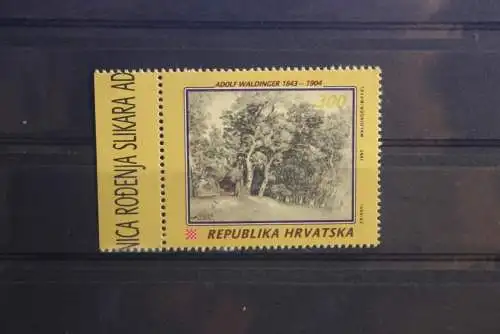 NICA ROĐENJA SLIKARA AD
ADOLF WALDINGER 1843 – 1904
300
REPUBLIKA HRVATSKA